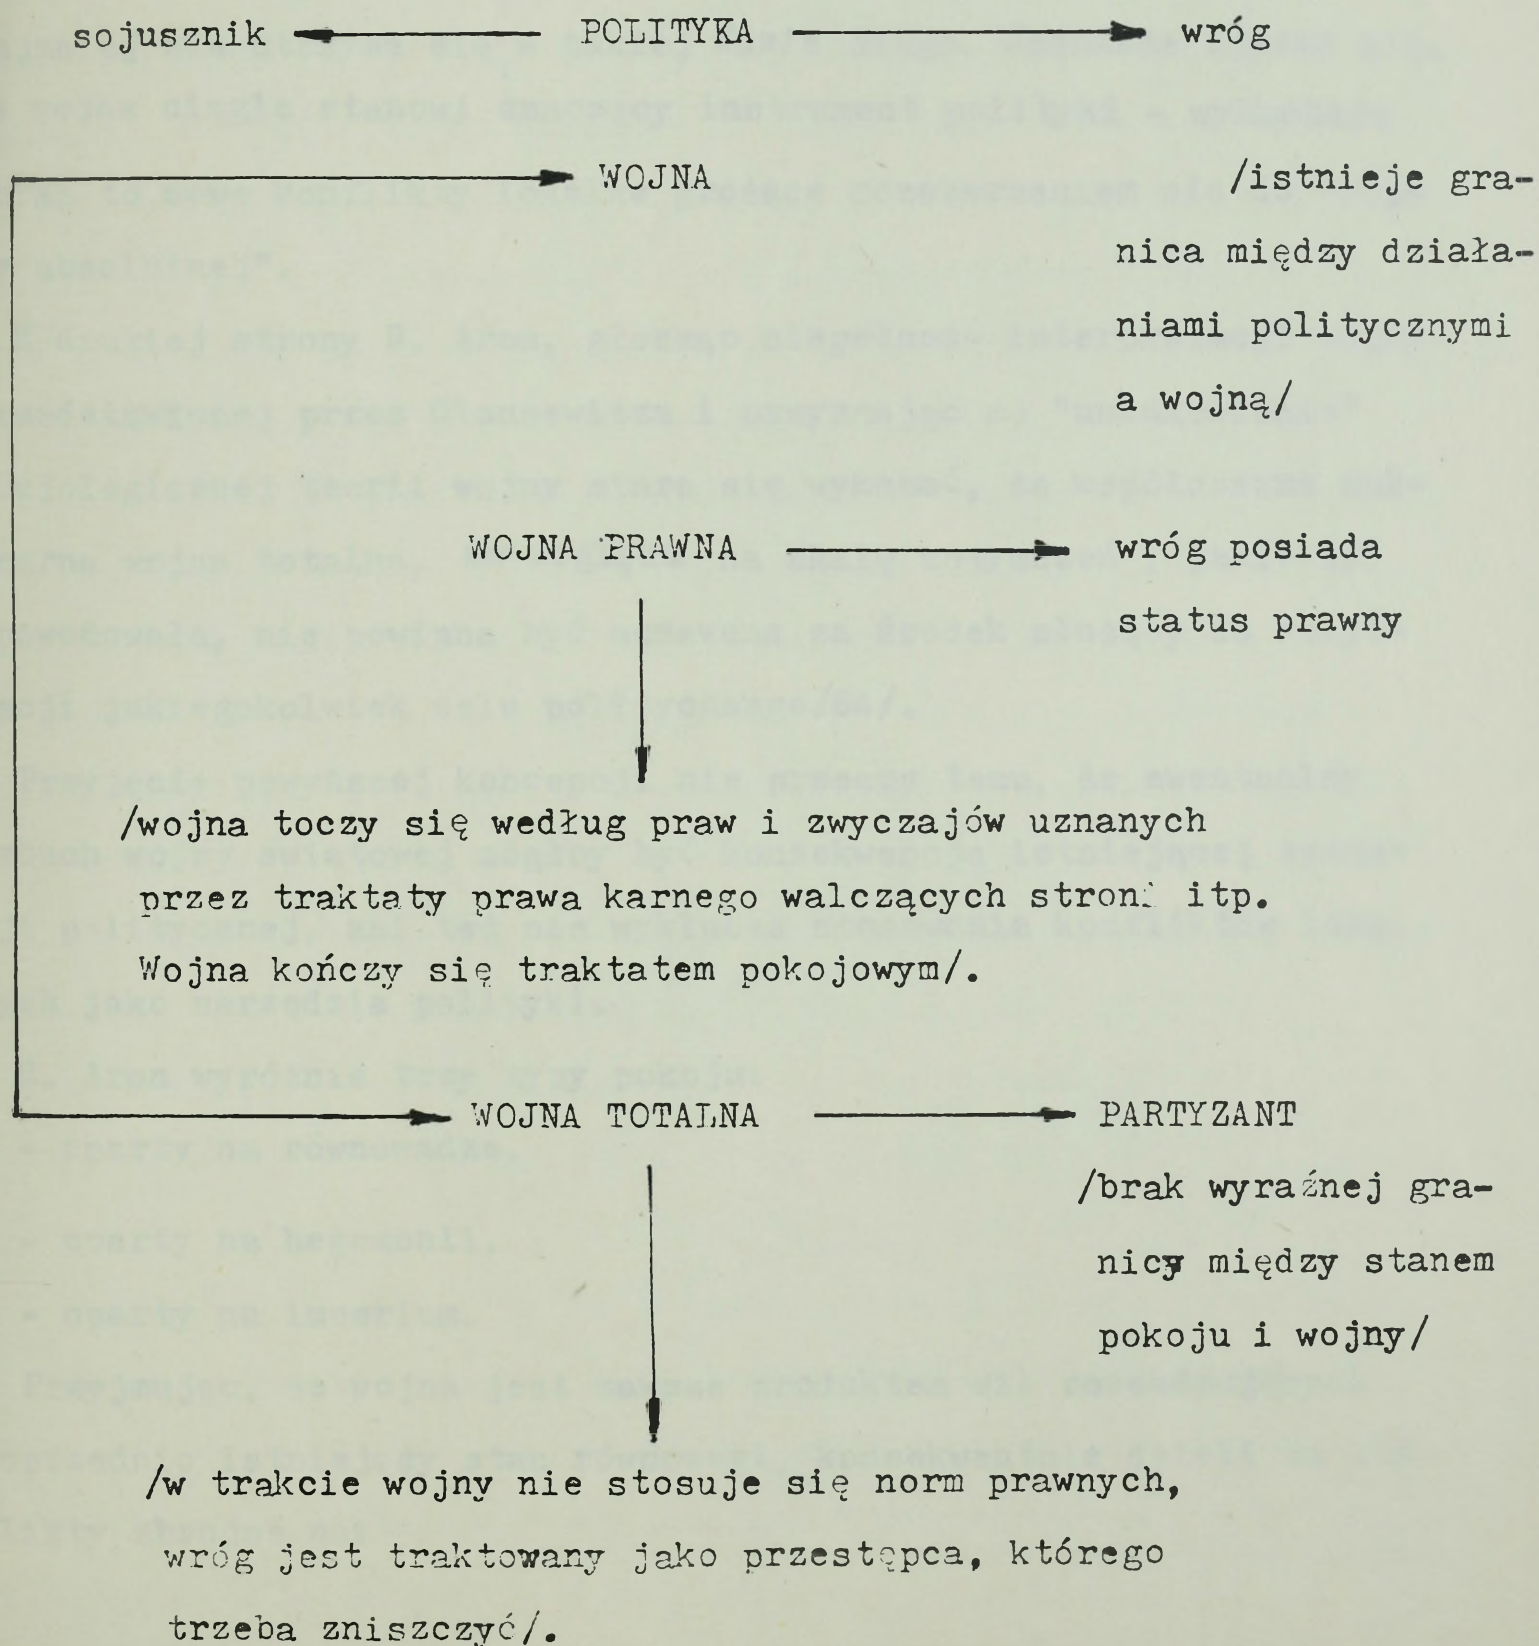 sojusznik POLITYKA wróg
WOJNA /istnieje gra-
nica między działa-
niami politycznymi
a wojną/
WOJNA PRAWNA wróg posiada
status prawny
/wojna toczy się według praw i zwyczajów uznanych
przez traktaty prawa karnego walczących stron itp.
Wojna kończy się traktatem pokojowym/.
WOJNA TOTALNA PARTYZANT
/brak wyraźnej gra-
nicy między stanem
pokoju i wojny/
/w trakcie wojny nie stosuje się norm prawnych,
wróg jest traktowany jako przestępca, którego
trzeba zniszczyć/.